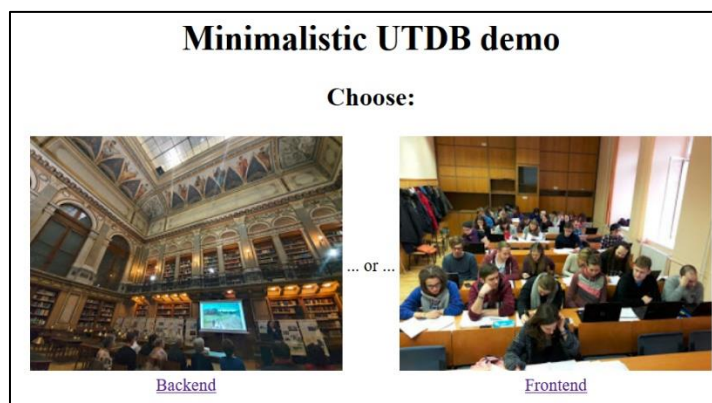 Minimalistic UTDB demo
Choose:
... or ...
Backend
Frontend